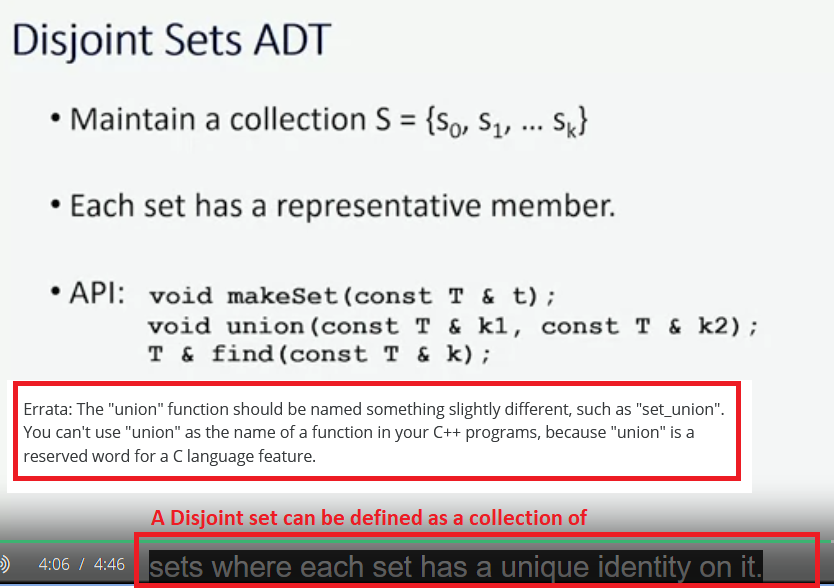 Disjoint Sets ADT
• Maintain a collection S = {s₀, s₁, ... sₖ}
• Each set has a representative member.
• API: void makeSet(const T & t);
void union(const T & k1, const T & k2);
T & find(const T & k);
Errata: The "union" function should be named something slightly different, such as "set_union".
You can't use "union" as the name of a function in your C++ programs, because "union" is a
reserved word for a C language feature.
A Disjoint set can be defined as a collection of
4:06 / 4:46 sets where each set has a unique identity on it.